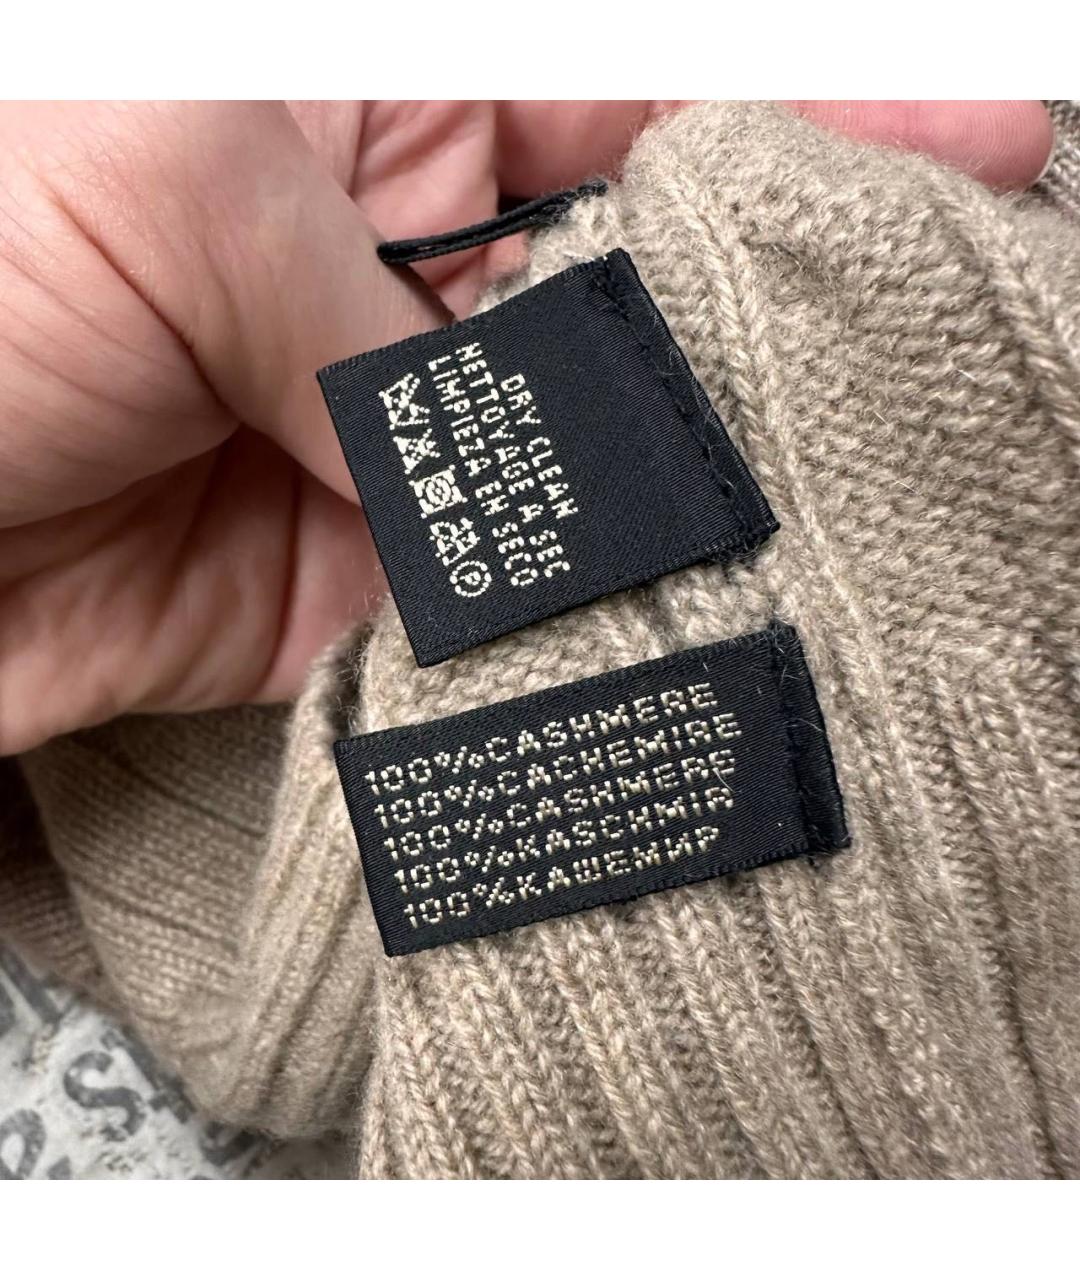 DRY CLEAN
NETTOYAGE A SEC
LIMPIEZA EN SECO
P
100%CASHMERE
100%CACHEMIRE
100%CASHMERE
100%KASCHMIR
100%КАШЕМИР